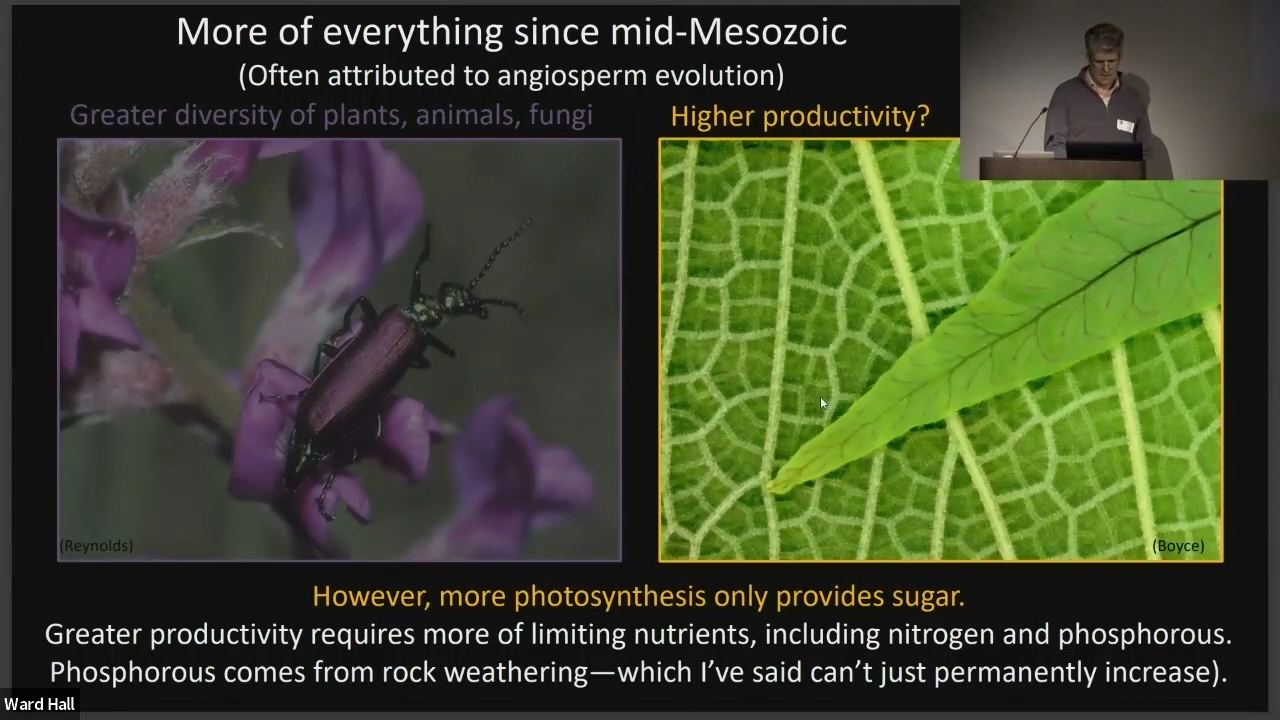 More of everything since mid-Mesozoic
(Often attributed to angiosperm evolution)
Greater diversity of plants, animals, fungi
Higher productivity?
(Reynolds)
(Boyce)
However, more photosynthesis only provides sugar.
Greater productivity requires more of limiting nutrients, including nitrogen and phosphorous.
Phosphorous comes from rock weathering—which I've said can't just permanently increase).
Ward Hall